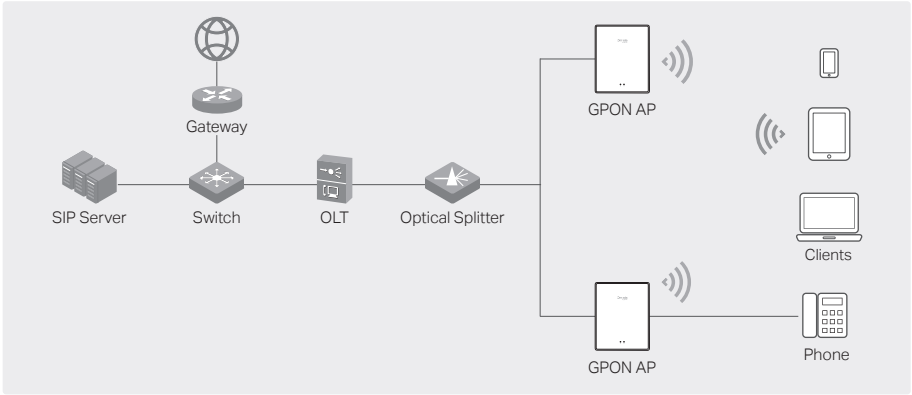 GPON AP
Gateway
SIP Server
Switch
OLT
Optical Splitter
Clients
GPON AP
Phone